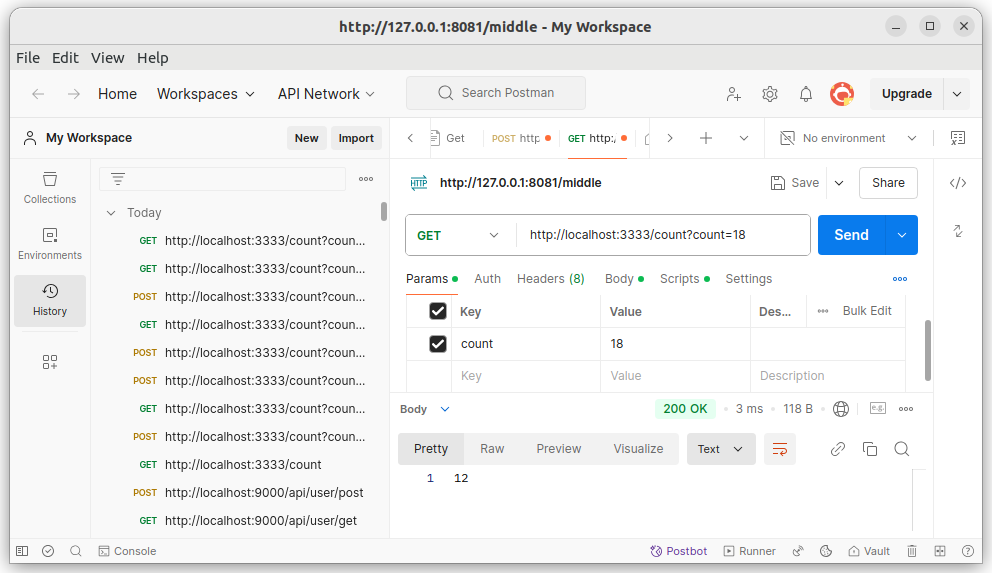 http://127.0.0.1:8081/middle - My Workspace
File Edit View Help
Home Workspaces API Network Search Postman Upgrade
My Workspace New Import
Get POST http GET http:/ No environment
Collections
Environments
History
Today
GET http://localhost:3333/count?coun...
GET http://localhost:3333/count?coun...
POST http://localhost:3333/count?coun...
GET http://localhost:3333/count?coun...
POST http://localhost:3333/count?coun...
POST http://localhost:3333/count?coun...
GET http://localhost:3333/count?coun...
POST http://localhost:3333/count?coun...
GET http://localhost:3333/count
POST http://localhost:9000/api/user/post
GET http://localhost:9000/api/user/get
HTTP http://127.0.0.1:8081/middle Save Share
GET http://localhost:3333/count?count=18 Send
Params Auth Headers (8) Body Scripts Settings
Key Value Des... Bulk Edit
count 18
Key Value Description
Body 200 OK 3 ms 118 B e.g.
Pretty Raw Preview Visualize Text
1 12
Console Postbot Runner Vault